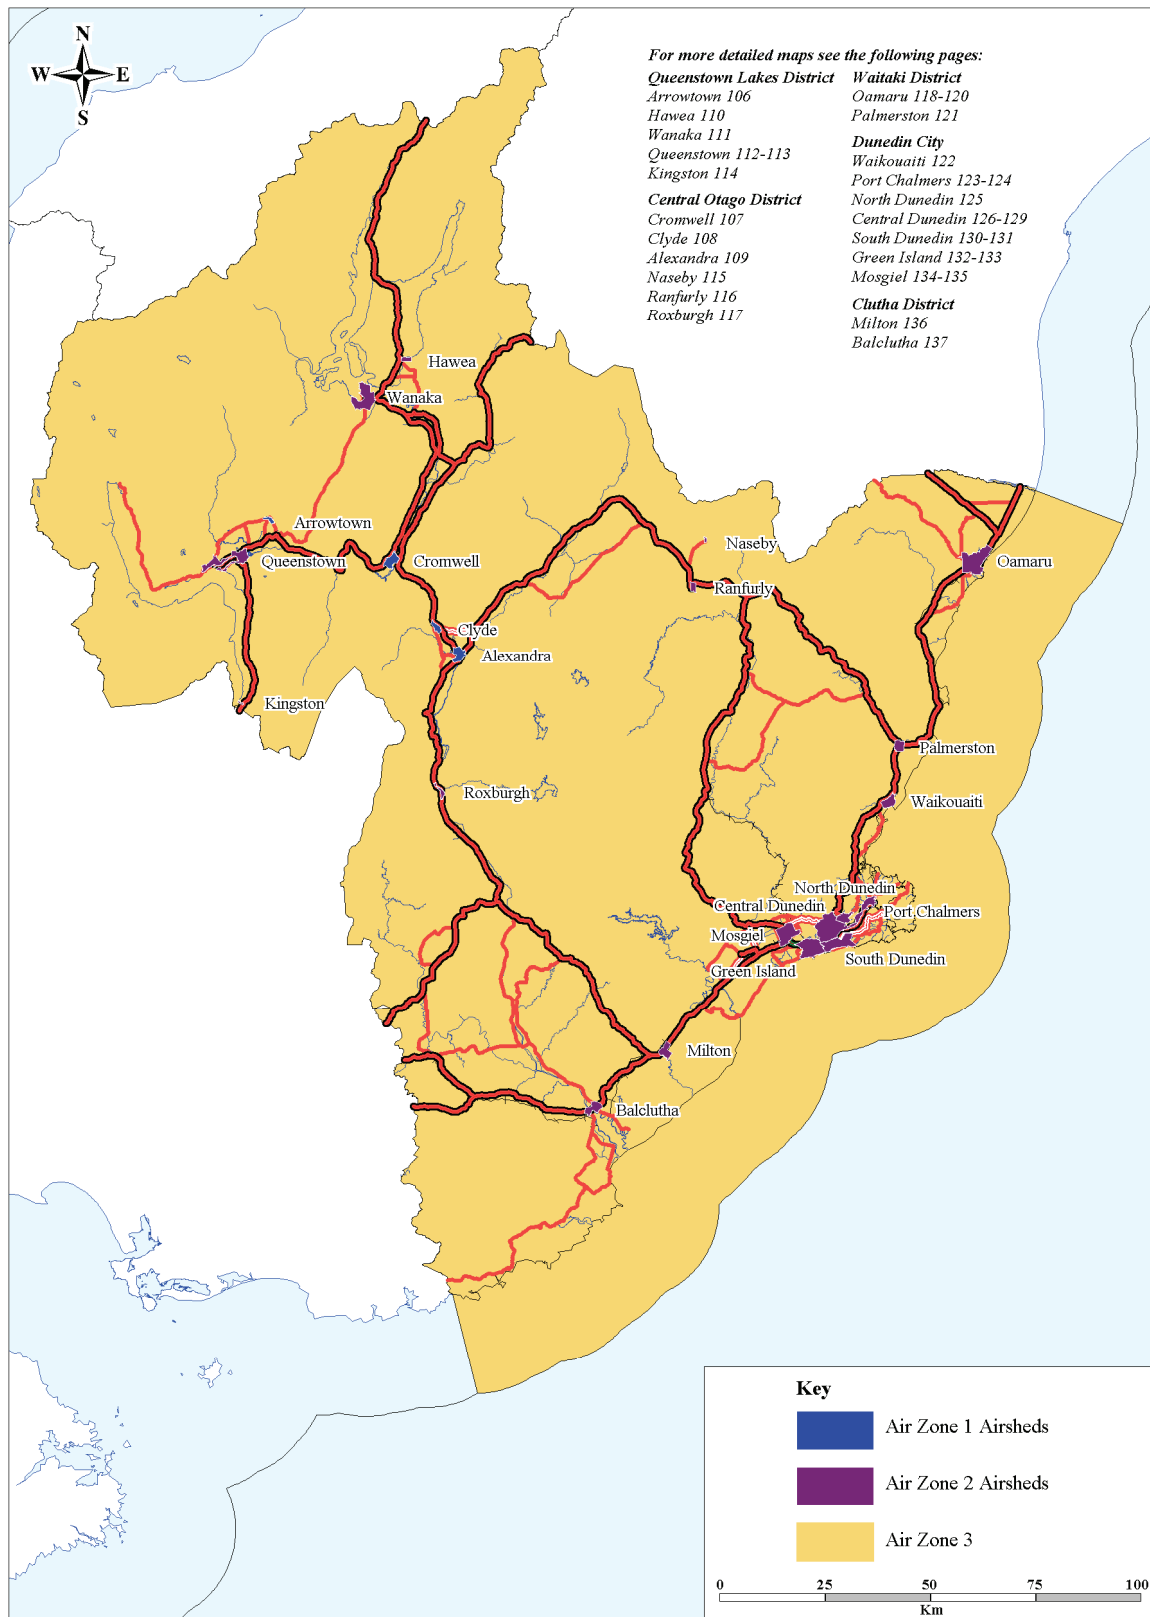 N
W E
S
For more detailed maps see the following pages:
Queenstown Lakes District
Arrowtown 106
Hawea 110
Wanaka 111
Queenstown 112-113
Kingston 114
Central Otago District
Cromwell 107
Clyde 108
Alexandra 109
Naseby 115
Ranfurly 116
Roxburgh 117
Waitaki District
Oamaru 118-120
Palmerston 121
Dunedin City
Waikouaiti 122
Port Chalmers 123-124
North Dunedin 125
Central Dunedin 126-129
South Dunedin 130-131
Green Island 132-133
Mosgiel 134-135
Clutha District
Milton 136
Balclutha 137
Hawea
Wanaka
Arrowtown
Queenstown
Cromwell
Naseby
Oamaru
Ranfurly
Clyde
Alexandra
Kingston
Palmerston
Roxburgh
Waikouaiti
North Dunedin
Central Dunedin
Port Chalmers
Mosgiel
South Dunedin
Green Island
Milton
Balclutha
Key
Air Zone 1 Airsheds
Air Zone 2 Airsheds
Air Zone 3
0 25 50 75 100
Km